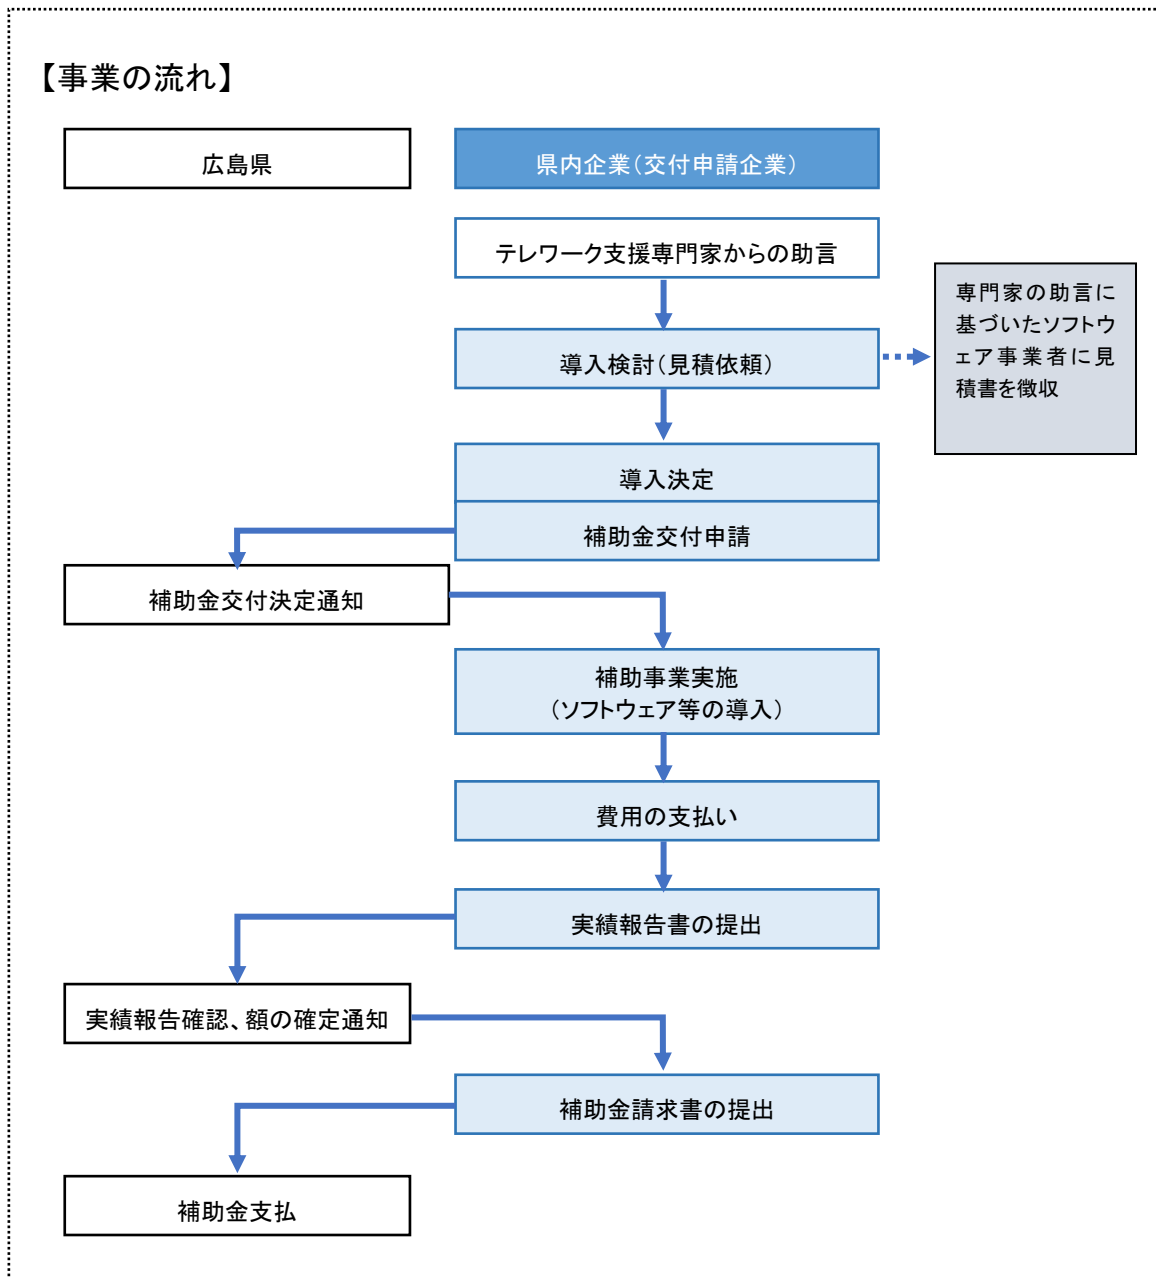 【事業の流れ】
広島県
県内企業（交付申請企業）
テレワーク支援専門家からの助言
専門家の助言に
基づいたソフトウ
ェア事業者に見
積書を徴収
導入検討（見積依頼）
導入決定
補助金交付申請
補助金交付決定通知
補助事業実施
（ソフトウェア等の導入）
費用の支払い
実績報告書の提出
実績報告確認、額の確定通知
補助金請求書の提出
補助金支払